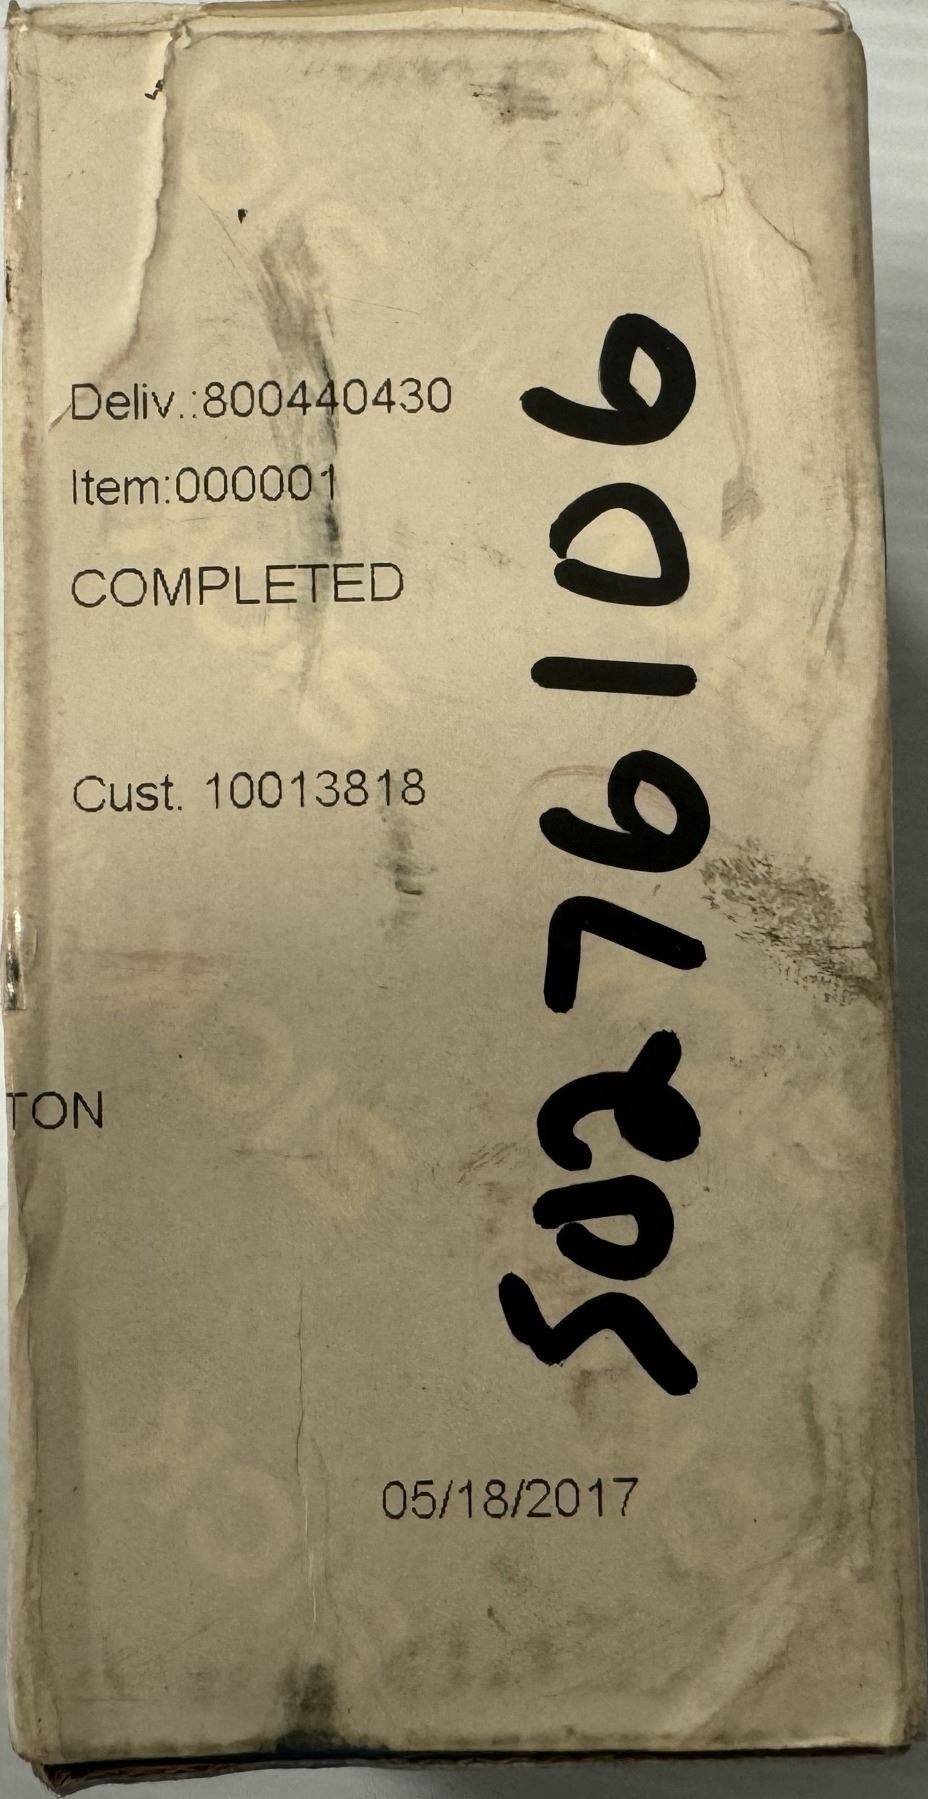 Deliv.:800440430
Item:000001
COMPLETED
Cust. 10013818
TON
50276106
05/18/2017